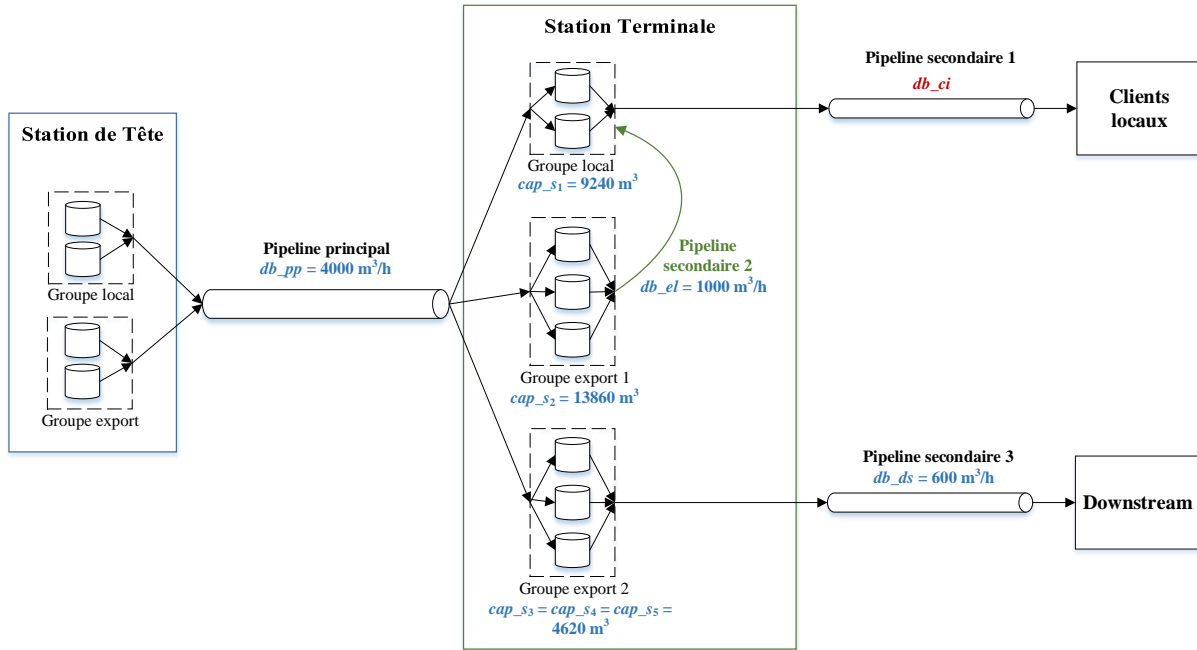 Station de Tête
Groupe local
Groupe export
Pipeline principal
db_pp = 4000 m³/h
Station Terminale
Groupe local
cap_s₁ = 9240 m³
Pipeline
secondaire 2
db_el = 1000 m³/h
Groupe export 1
cap_s₂ = 13860 m³
Groupe export 2
cap_s₃ = cap_s₄ = cap_s₅ =
4620 m³
Pipeline secondaire 1
db_ci
Clients
locaux
Pipeline secondaire 3
db_ds = 600 m³/h
Downstream